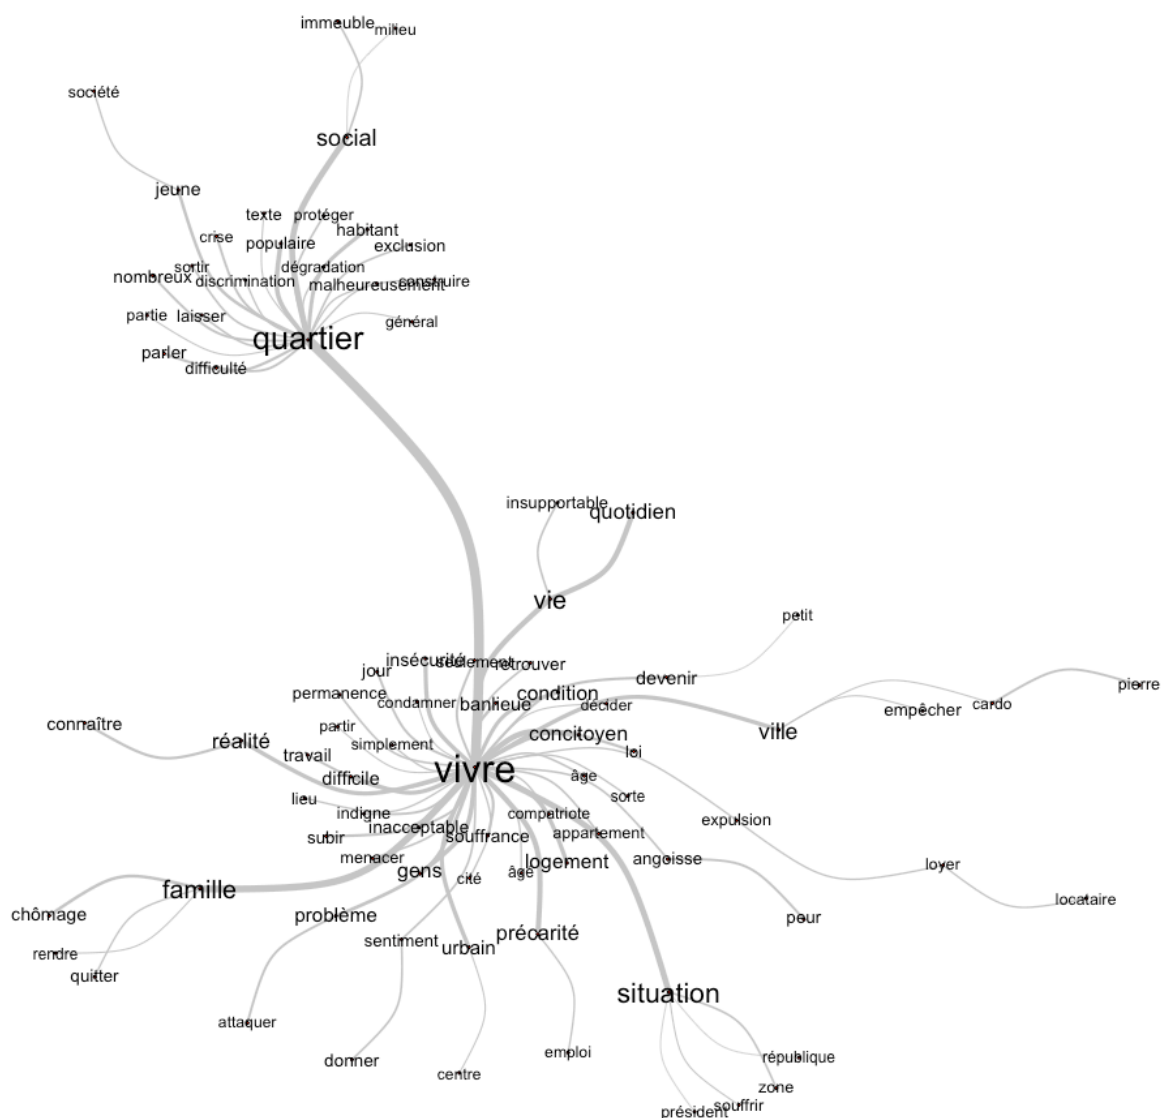 immeuble
milieu
société
social
jeune
texte
protéger
crise
populaire
habitant
exclusion
nombreux
sortir
discrimination
dégradation
malheureusement
construire
partie
laisser
général
quartier
parler
difficulté
insupportable
quotidien
vie
petit
insécurité
seulement
retrouver
jour
devenir
pierre
permanence
condamner
banlieue
condition
décider
empêcher
cardo
connaître
réalité
partir
simplement
concitoyen
ville
travail
loi
difficile
vivre
âge
lieu
sorte
indigne
compatriote
expulsion
subir
inacceptable
souffrance
appartement
menacer
gens
cité
âge
logement
angoisse
loyer
famille
locataire
chômage
problème
peur
rendre
sentiment
urbain
précarité
quitter
situation
attaquer
donner
centre
emploi
république
zone
président
souffrir